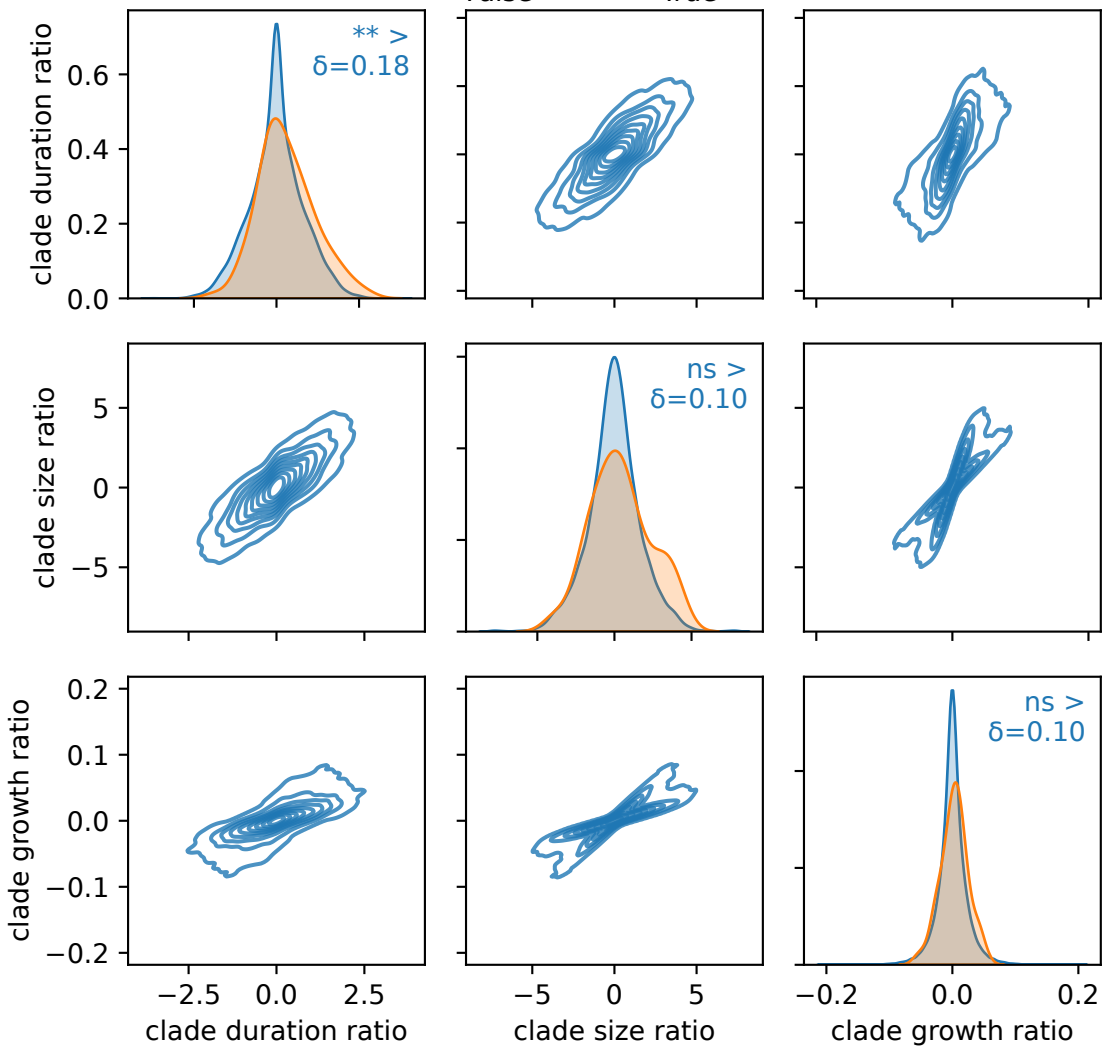 False True
clade duration ratio
0.6
0.4
0.2
0.0
** >
δ=0.18
clade size ratio
5
0
−5
ns >
δ=0.10
clade growth ratio
0.2
0.1
0.0
−0.1
−0.2
ns >
δ=0.10
−2.5 0.0 2.5
−5 0 5
−0.2 0.0 0.2
clade duration ratio
clade size ratio
clade growth ratio